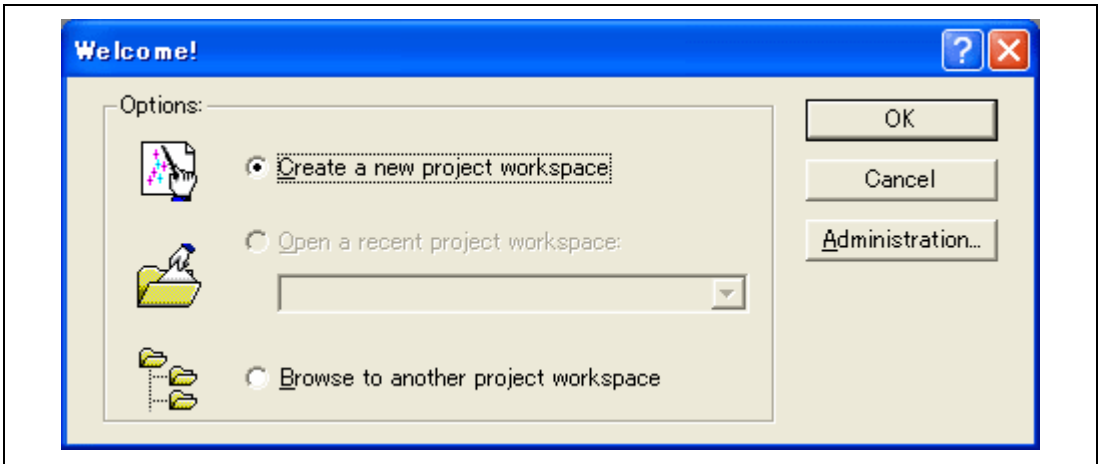 Welcome!
Options:
Create a new project workspace
Open a recent project workspace:
Browse to another project workspace
OK
Cancel
Administration...